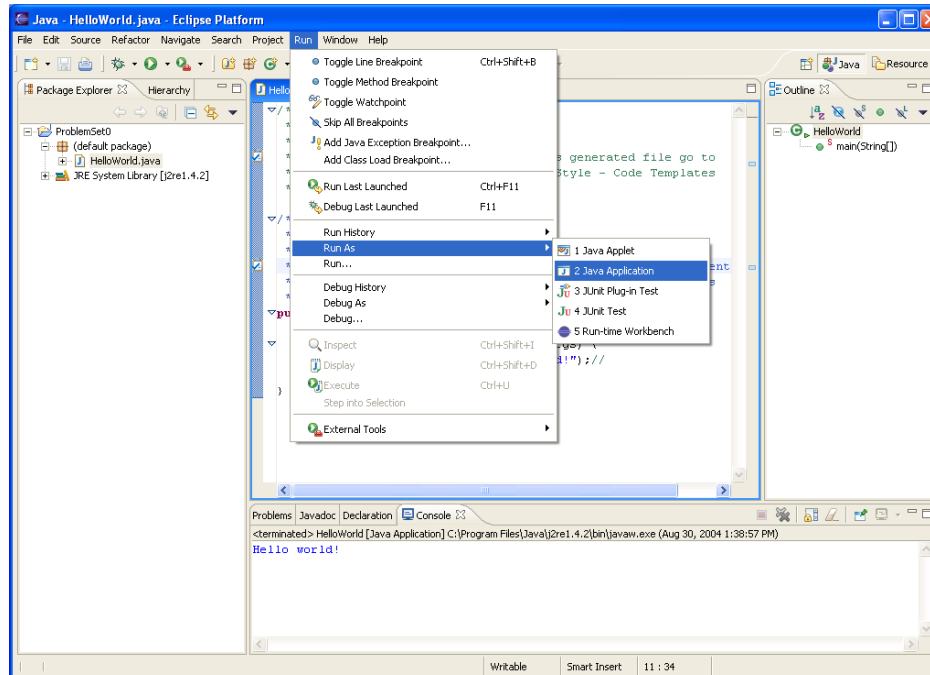 Java - HelloWorld.java - Eclipse Platform
File Edit Source Refactor Navigate Search Project Run Window Help
Java Resource
Package Explorer Hierarchy
ProblemSet0
(default package)
HelloWorld.java
JRE System Library [j2re1.4.2]
Hello
/*
s generated file go to
Style - Code Templates
/*
ent
s
pu
gs) {
d!");//
}
Toggle Line Breakpoint Ctrl+Shift+B
Toggle Method Breakpoint
Toggle Watchpoint
Skip All Breakpoints
Add Java Exception Breakpoint...
Add Class Load Breakpoint...
Run Last Launched Ctrl+F11
Debug Last Launched F11
Run History
Run As
Run...
Debug History
Debug As
Debug...
Inspect Ctrl+Shift+I
Display Ctrl+Shift+D
Execute Ctrl+U
Step into Selection
External Tools
1 Java Applet
2 Java Application
3 JUnit Plug-in Test
4 JUnit Test
5 Run-time Workbench
Outline
HelloWorld
main(String[])
Problems Javadoc Declaration Console
<terminated> HelloWorld [Java Application] C:\Program Files\Java\j2re1.4.2\bin\javaw.exe (Aug 30, 2004 1:38:57 PM)
Hello world!
Writable Smart Insert 11 : 34